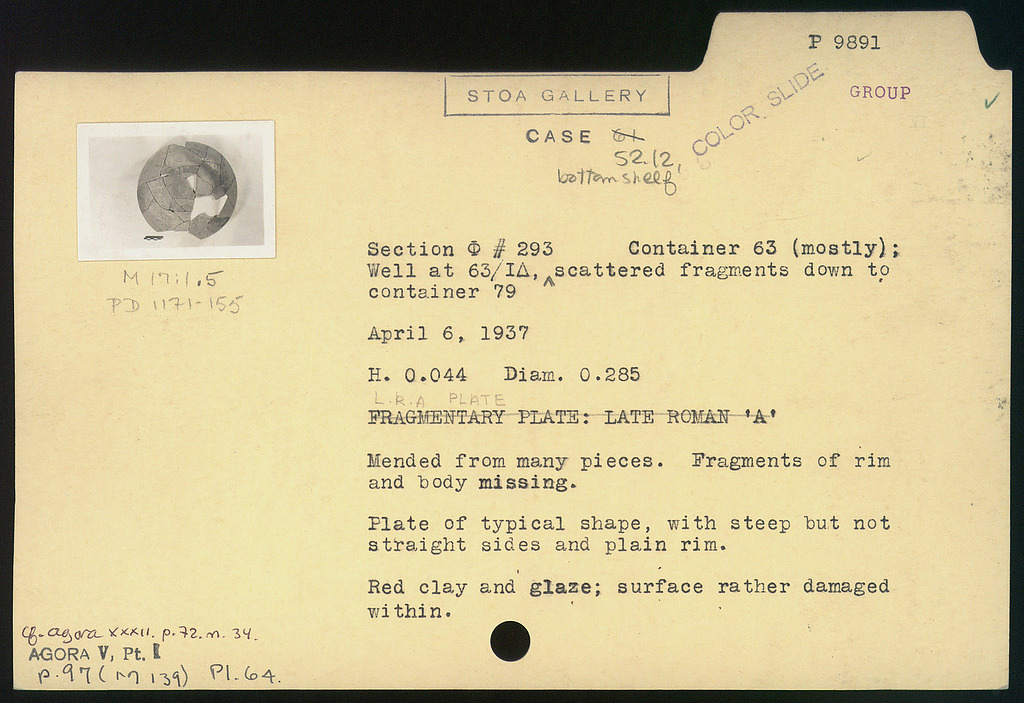 P 9891
GROUP
COLOR SLIDE
STOA GALLERY
CASE 61
52.12,
bottom shelf
M 17:1.5
PD 1171-155
Section Φ # 293 Container 63 (mostly);
Well at 63/ΙΔ, ^ scattered fragments down to
container 79
April 6, 1937
H. 0.044 Diam. 0.285
L.R.A PLATE
FRAGMENTARY PLATE: LATE ROMAN 'A'
Mended from many pieces. Fragments of rim
and body missing.
Plate of typical shape, with steep but not
straight sides and plain rim.
Red clay and glaze; surface rather damaged
within.
cf. agora XXXII. p. 72. n. 34.
AGORA V, Pt. I
p. 97 (M 139) Pl. 64.